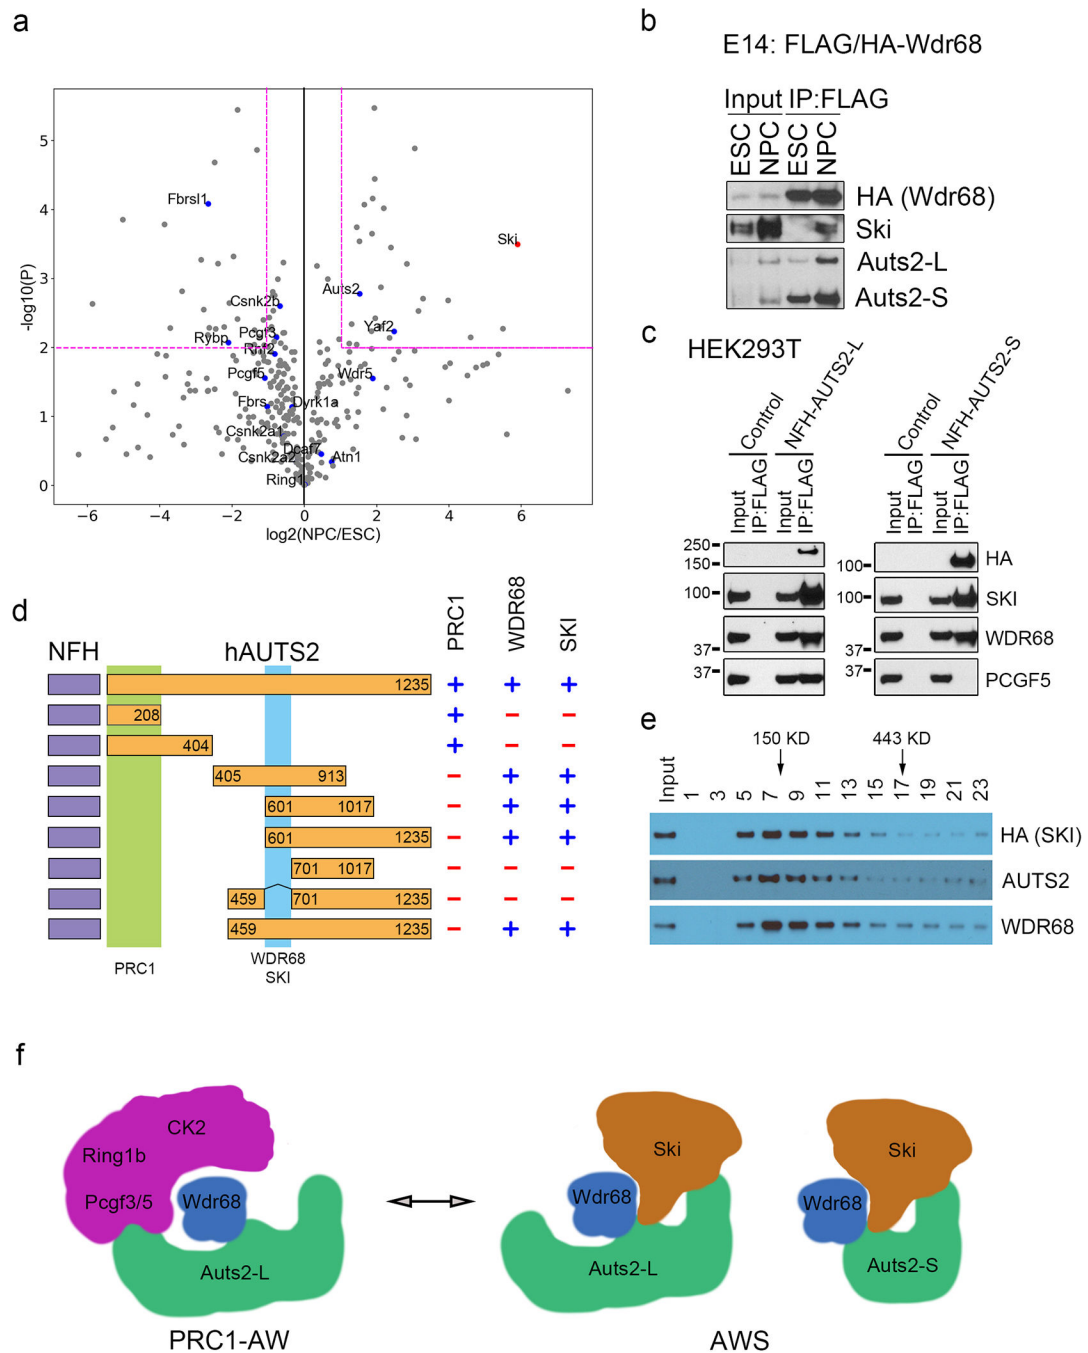 a
5
4
3
2
1
0
-log10(P)
−6
−4
−2
0
2
4
6
log2(NPC/ESC)
Fbrsl1
Ski
Auts2
Csnk2b
Yaf2
Pcgf3
Rybp
Rnf2
Pcgf5
Wdr5
Fbrs
Dyrk1a
Csnk2a1
Dcaf7
Csnk2a2
Atn1
Ring1
b
E14: FLAG/HA-Wdr68
Input IP:FLAG
ESC NPC ESC NPC
HA (Wdr68)
Ski
Auts2-L
Auts2-S
c
HEK293T
Control NFH-AUTS2-L
Control NFH-AUTS2-S
Input IP:FLAG Input IP:FLAG
Input IP:FLAG Input IP:FLAG
250
150
100
HA
100
100
SKI
37
37
WDR68
37
37
PCGF5
d
NFH
hAUTS2
PRC1 WDR68 SKI
1235 + + +
208 + − −
404 + − −
405 913 − + +
601 1017 − + +
601 1235 − + +
701 1017 − − −
459 701 1235 − − −
459 1235 − + +
PRC1
WDR68
SKI
e
150 KD
443 KD
Input 1 3 5 7 9 11 13 15 17 19 21 23
HA (SKI)
AUTS2
WDR68
f
CK2
Ring1b
Pcgf3/5
Wdr68
Auts2-L
PRC1-AW
Ski
Wdr68
Auts2-L
Ski
Wdr68
Auts2-S
AWS